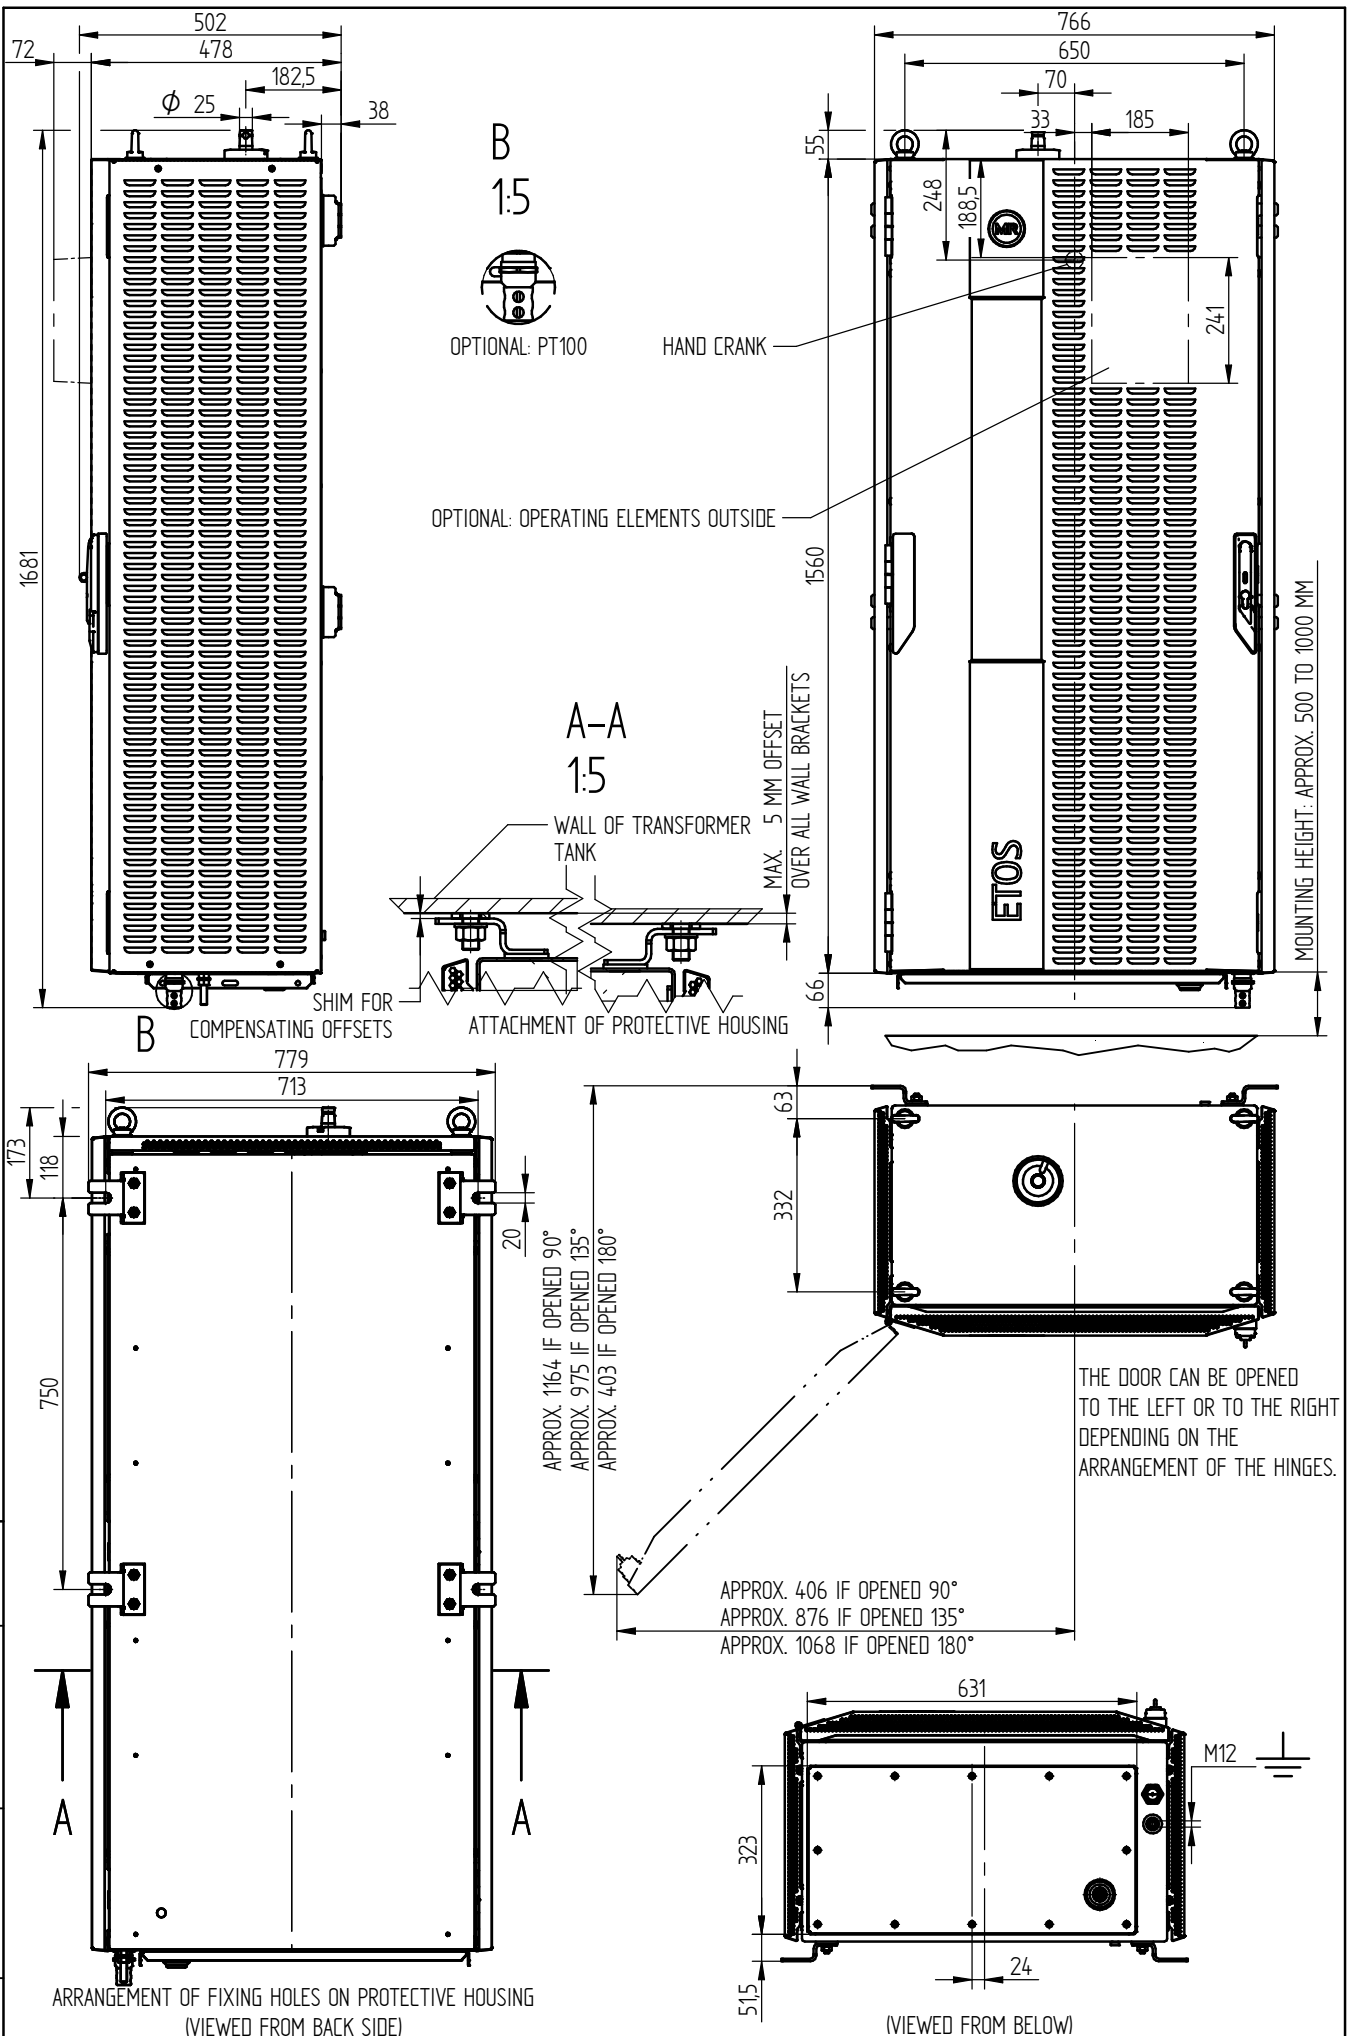 502
72
478
182,5
Φ 25
38
B
1:5
OPTIONAL: PT100
1681
B
SHIM FOR
COMPENSATING OFFSETS
766
650
70
33
185
55
248
188,5
MR
241
HAND CRANK
OPTIONAL: OPERATING ELEMENTS OUTSIDE
1560
ETOS
66
MOUNTING HEIGHT: APPROX. 500 TO 1000 MM
A-A
1:5
WALL OF TRANSFORMER
TANK
MAX. 5 MM OFFSET
OVER ALL WALL BRACKETS
ATTACHMENT OF PROTECTIVE HOUSING
779
713
173
118
20
750
A
A
ARRANGEMENT OF FIXING HOLES ON PROTECTIVE HOUSING
(VIEWED FROM BACK SIDE)
63
332
APPROX. 1164 IF OPENED 90°
APPROX. 975 IF OPENED 135°
APPROX. 403 IF OPENED 180°
THE DOOR CAN BE OPENED
TO THE LEFT OR TO THE RIGHT
DEPENDING ON THE
ARRANGEMENT OF THE HINGES.
APPROX. 406 IF OPENED 90°
APPROX. 876 IF OPENED 135°
APPROX. 1068 IF OPENED 180°
631
M12
323
51,5
24
(VIEWED FROM BELOW)